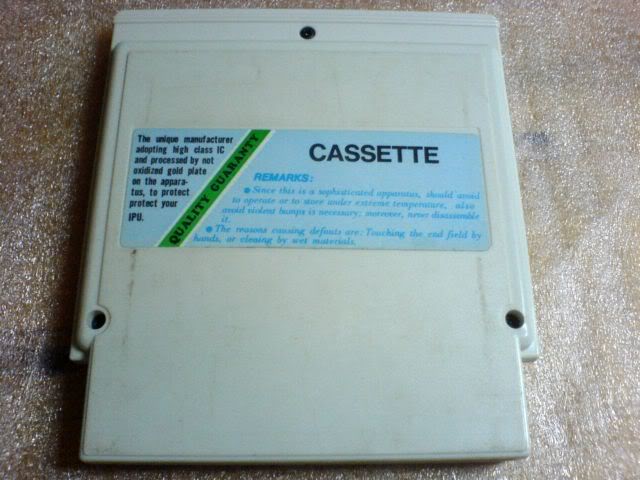 The unique manufacturer
adopting high class IC
and processed by not
oxidized gold plate
on the appara-
tus, to protect
protect your
IPU.
QUALITY GUARANTY
CASSETTE
REMARKS:
● Since this is a sophisticated apparatus, should avoid
to operate or to store under extreme temperature, also
avoid violent bumps is necessary; moreover, never disassemble
it.
● The reasons causing defauts are: Touching the end field by
hands, or cleaing by wet materials.